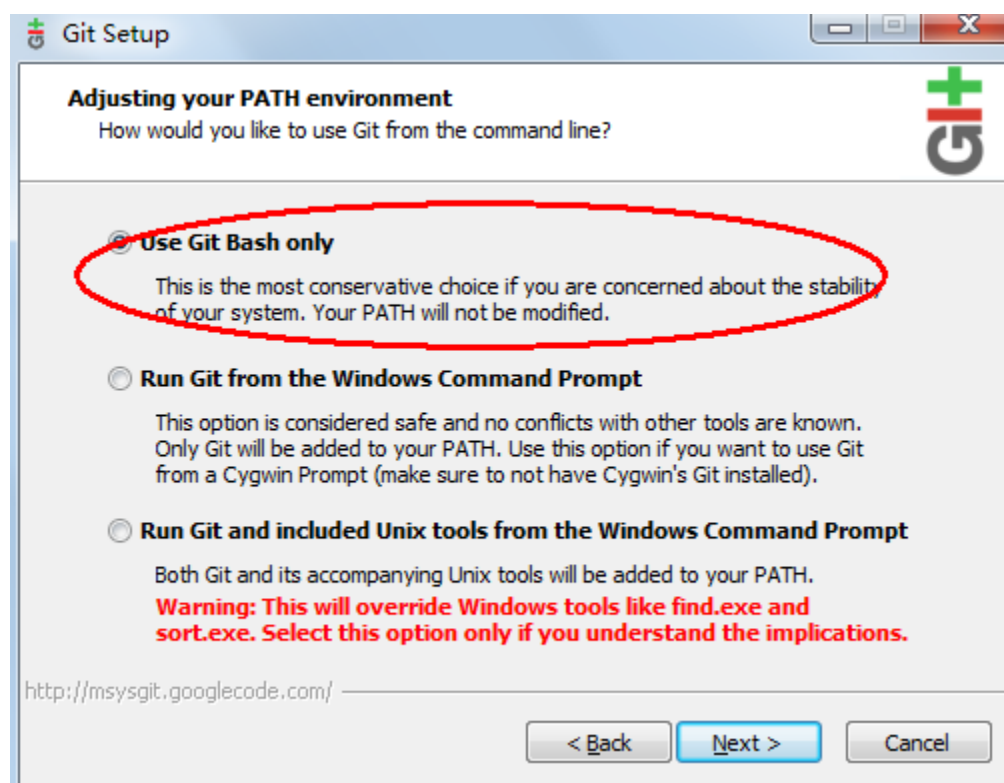 Git Setup
Adjusting your PATH environment
How would you like to use Git from the command line?
Git
Use Git Bash only
This is the most conservative choice if you are concerned about the stability
of your system. Your PATH will not be modified.
Run Git from the Windows Command Prompt
This option is considered safe and no conflicts with other tools are known.
Only Git will be added to your PATH. Use this option if you want to use Git
from a Cygwin Prompt (make sure to not have Cygwin's Git installed).
Run Git and included Unix tools from the Windows Command Prompt
Both Git and its accompanying Unix tools will be added to your PATH.
Warning: This will override Windows tools like find.exe and
sort.exe. Select this option only if you understand the implications.
http://msysgit.googlecode.com/
< Back Next > Cancel